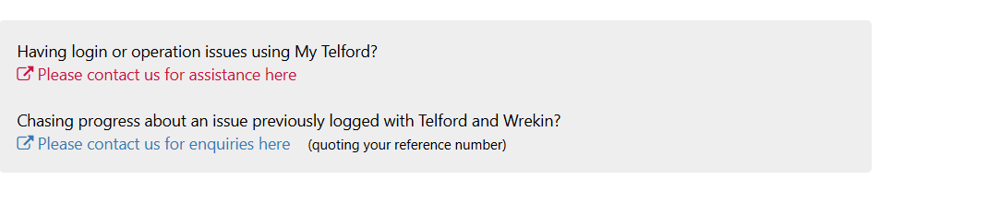 Having login or operation issues using My Telford?
Please contact us for assistance here
Chasing progress about an issue previously logged with Telford and Wrekin?
Please contact us for enquiries here (quoting your reference number)